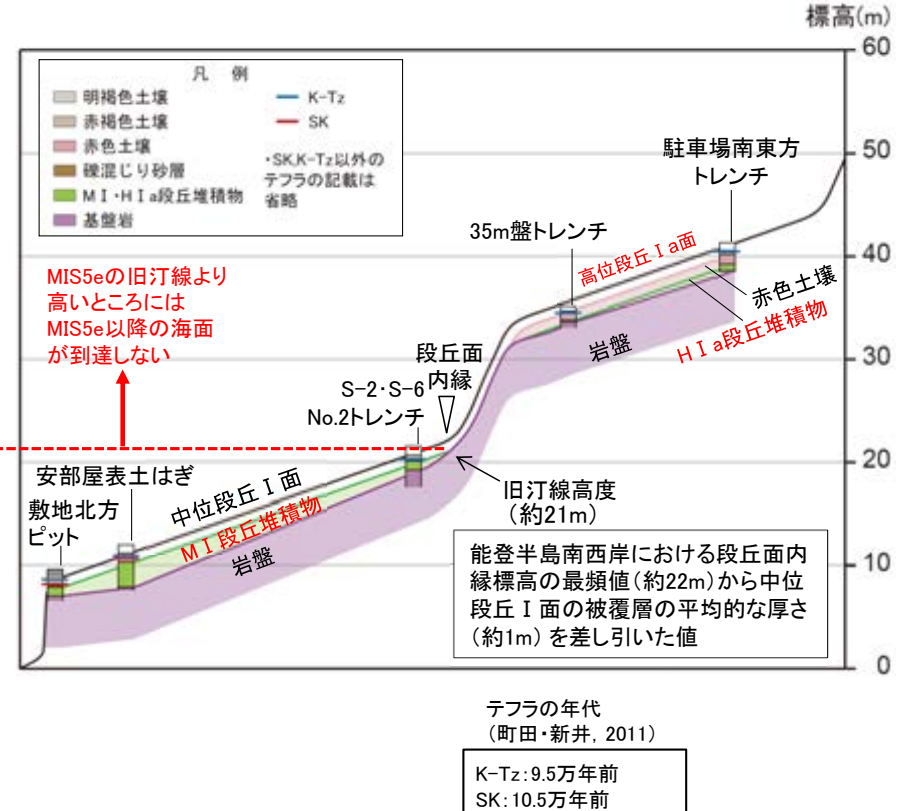 標高(m)
60
50
40
30
20
10
0
凡 例
明褐色土壌
赤褐色土壌
赤色土壌
礫混じり砂層
MⅠ・HⅠa段丘堆積物
基盤岩
K-Tz
SK
・SK,K-Tz以外の
テフラの記載は
省略
駐車場南東方
トレンチ
35m盤トレンチ
高位段丘Ⅰa面
赤色土壌
HⅠa段丘堆積物
岩盤
MIS5eの旧汀線より
高いところには
MIS5e以降の海面
が到達しない
段丘面
内縁
S-2・S-6
No.2トレンチ
安部屋表土はぎ
敷地北方
ピット
中位段丘Ⅰ面
MⅠ段丘堆積物
岩盤
旧汀線高度
(約21m)
能登半島南西岸における段丘面内
縁標高の最頻値(約22m)から中位
段丘Ⅰ面の被覆層の平均的な厚さ
(約1m)を差し引いた値
テフラの年代
(町田・新井, 2011)
K-Tz:9.5万年前
SK:10.5万年前